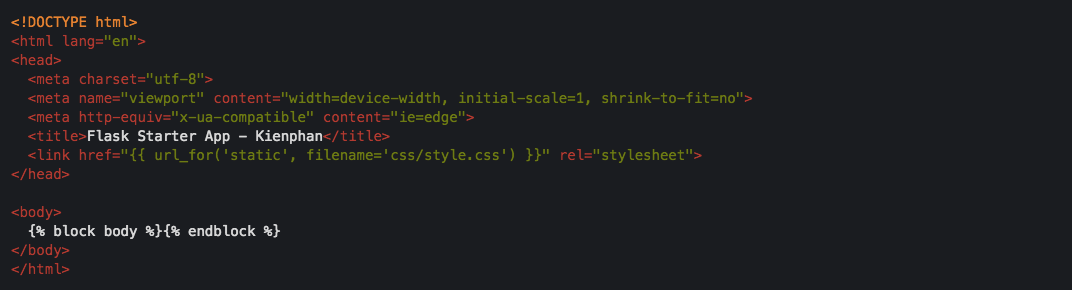 <!DOCTYPE html>
<html lang="en">
<head>
  <meta charset="utf-8">
  <meta name="viewport" content="width=device-width, initial-scale=1, shrink-to-fit=no">
  <meta http-equiv="x-ua-compatible" content="ie=edge">
  <title>Flask Starter App - Kienphan</title>
  <link href="{{ url_for('static', filename='css/style.css') }}" rel="stylesheet">
</head>

<body>
  {% block body %}{% endblock %}
</body>
</html>